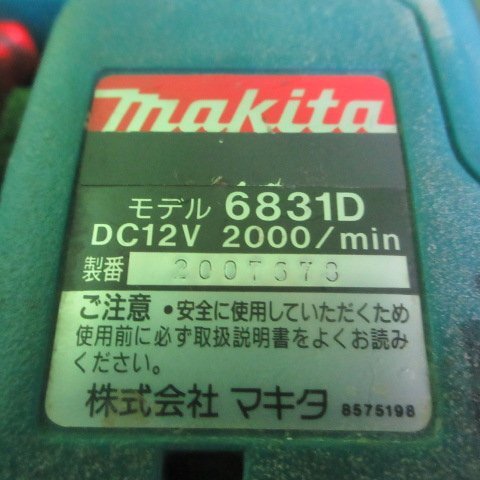 makita
モデル 6831D
DC12V 2000/min
製番 2007678
ご注意 •安全に使用していただくため
使用前に必ず取扱説明書をよくお読み
ください。
株式会社 マキタ 8575198